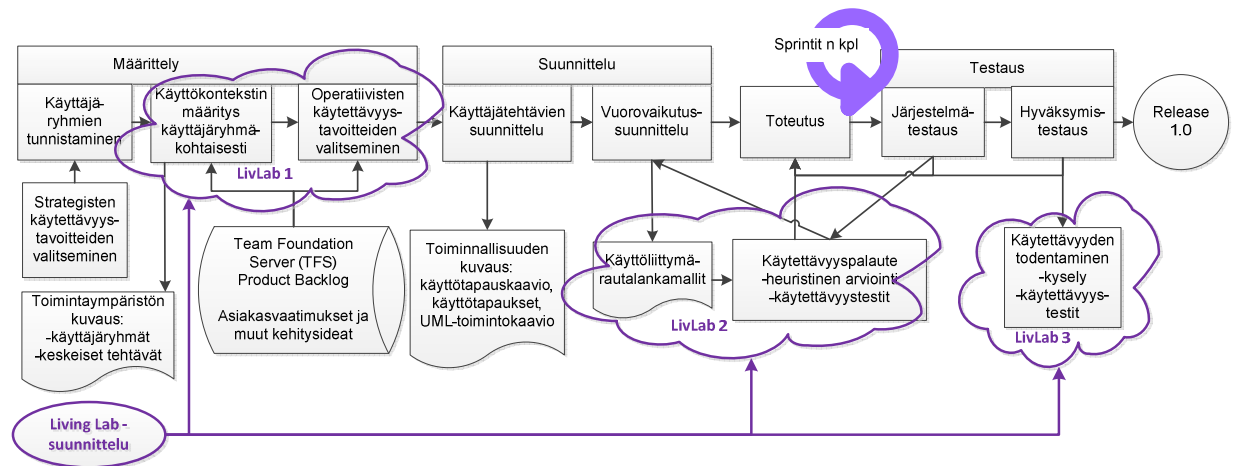 Sprintit n kpl
Määrittely
Suunnittelu
Testaus
Käyttäjä-
ryhmien
tunnistaminen
Käyttökontekstin
määritys
käyttäjäryhmä-
kohtaisesti
Operatiivisten
käytettävyys-
tavoitteiden
valitseminen
Käyttäjätehtävien
suunnittelu
Vuorovaikutus-
suunnittelu
Toteutus
Järjestelmä-
testaus
Hyväksymis-
testaus
Release
1.0
LivLab 1
Strategisten
käytettävyys-
tavoitteiden
valitseminen
Team Foundation
Server (TFS)
Product Backlog
Asiakasvaatimukset ja
muut kehitysideat
Toiminnallisuuden
kuvaus:
käyttötapauskaavio,
käyttötapaukset,
UML-toimintokaavio
Käyttöliittymä-
rautalankamallit
Käytettävyyspalaute
-heuristinen arviointi
-käytettävyystestit
LivLab 2
Käytettävyyden
todentaminen
-kysely
-käytettävyys-
testit
LivLab 3
Toimintaympäristön
kuvaus:
-käyttäjäryhmät
-keskeiset tehtävät
Living Lab -
suunnittelu